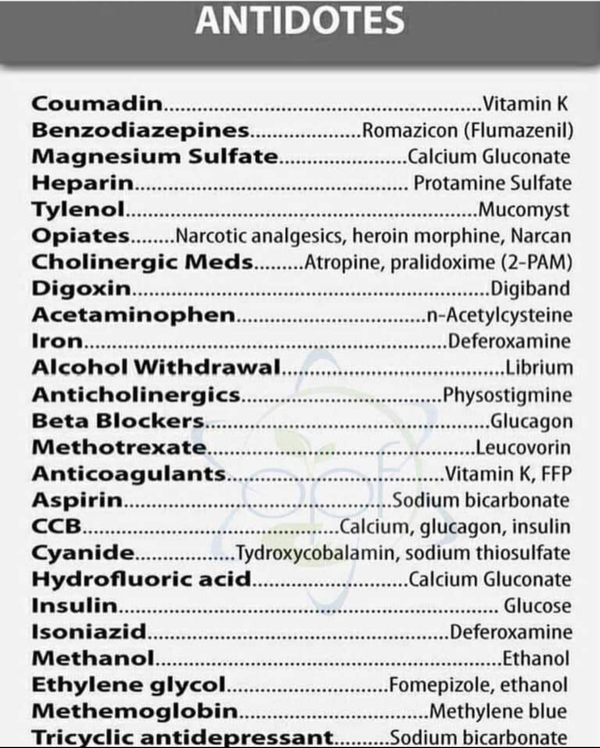 ANTIDOTES
Coumadin................................................Vitamin K
Benzodiazepines.................Romazicon (Flumazenil)
Magnesium Sulfate...................Calcium Gluconate
Heparin......................................... Protamine Sulfate
Tylenol.....................................................Mucomyst
Opiates........Narcotic analgesics, heroin morphine, Narcan
Cholinergic Meds........Atropine, pralidoxime (2-PAM)
Digoxin......................................................Digiband
Acetaminophen.............................n-Acetylcysteine
Iron......................................................Deferoxamine
Alcohol Withdrawal..................................Librium
Anticholinergics..............................Physostigmine
Beta Blockers...........................................Glucagon
Methotrexate........................................Leucovorin
Anticoagulants.................................Vitamin K, FFP
Aspirin........................................Sodium bicarbonate
CCB.......................................Calcium, glucagon, insulin
Cyanide...............Tydroxycobalamin, sodium thiosulfate
Hydrofluoric acid.......................Calcium Gluconate
Insulin......................................................... Glucose
Isoniazid.............................................Deferoxamine
Methanol....................................................Ethanol
Ethylene glycol........................Fomepizole, ethanol
Methemoglobin............................Methylene blue
Tricyclic antidepressant.........Sodium bicarbonate
opf